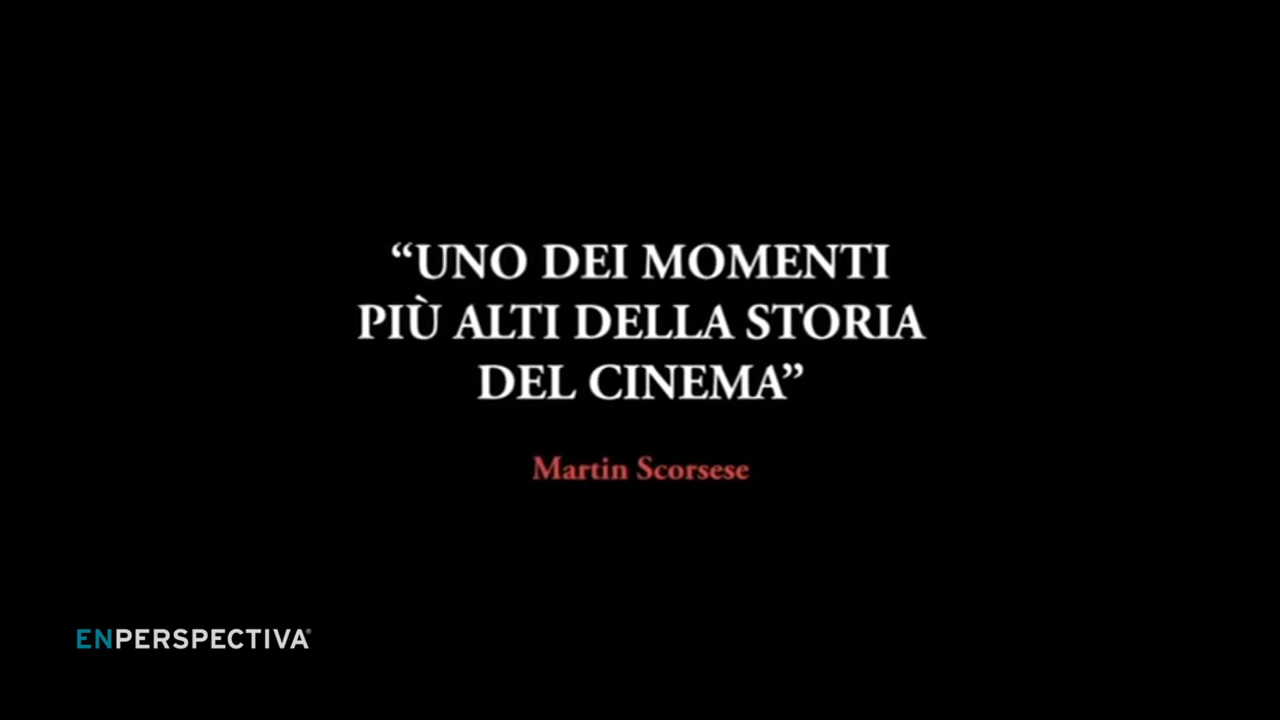 “UNO DEI MOMENTI
PIÙ ALTI DELLA STORIA
DEL CINEMA”
Martin Scorsese
ENPERSPECTIVA®